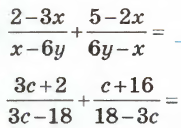 (2-3x)/(x-6y) + (5-2x)/(6y-x) =
(3c+2)/(3c-18) + (c+16)/(18-3c) =